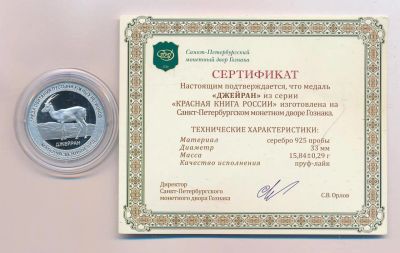 Санкт-Петербургский
монетный двор Гознака
СЕРТИФИКАТ
Настоящим подтверждается, что медаль
«ДЖЕЙРАН» из серии
«КРАСНАЯ КНИГА РОССИИ» изготовлена на
Санкт-Петербургском монетном дворе Гознака.
ТЕХНИЧЕСКИЕ ХАРАКТЕРИСТИКИ:
Материал серебро 925 пробы
Диаметр 33 мм
Масса 15,84±0,29 г
Качество исполнения пруф-лайк
Директор
Санкт-Петербургского
монетного двора Гознака
С.В. Орлов
ДЖЕЙРАН